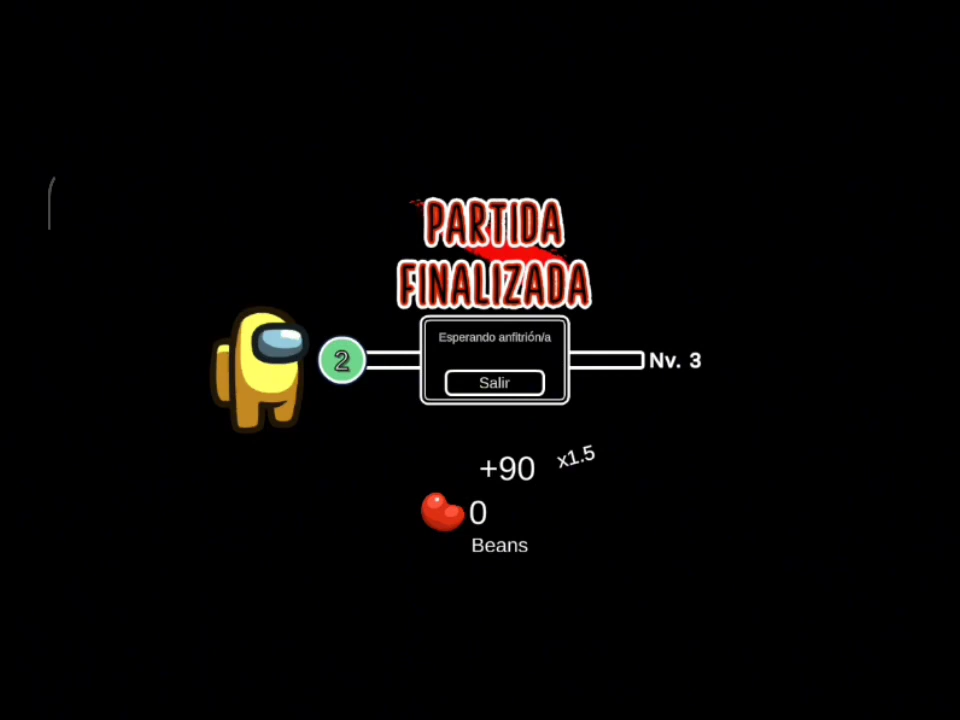 PARTIDA
FINALIZADA
Esperando anfitrión/a
2
Nv. 3
Salir
+90 x1.5
0
Beans